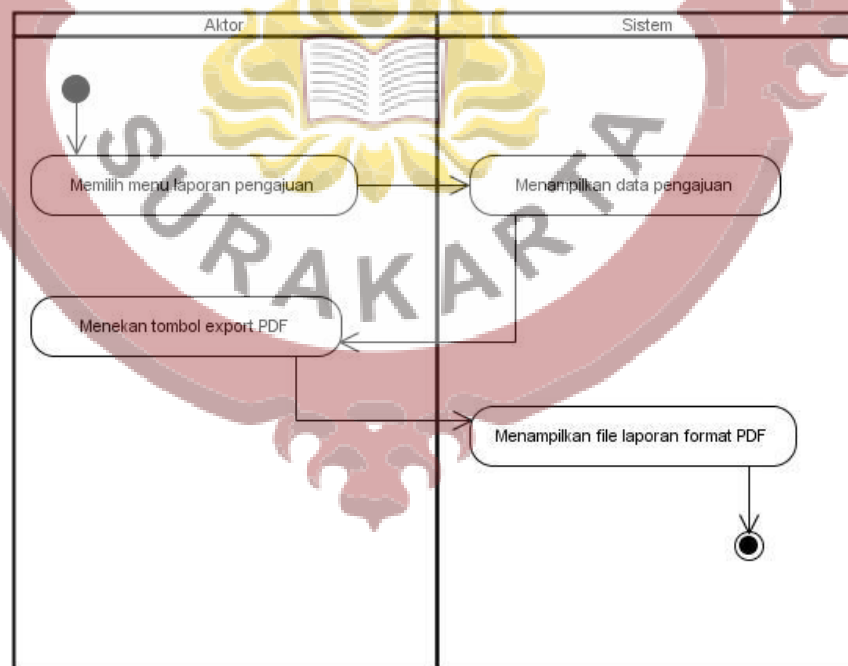 Aktor
Sistem
Memilih menu laporan pengajuan
Menampilkan data pengajuan
SURAKARTA
Menekan tombol export PDF
Menampilkan file laporan format PDF